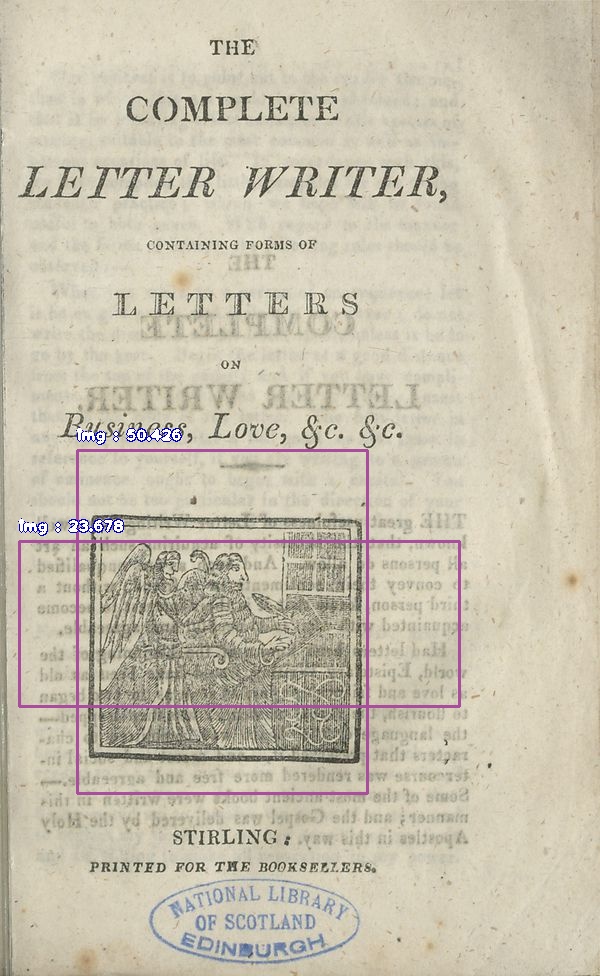 THE
COMPLETE
LETTER WRITER,
CONTAINING FORMS OF
LETTERS
ON
Business, Love, &c. &c.
img : 50.426
img : 23.678
STIRLING:
PRINTED FOR THE BOOKSELLERS.
NATIONAL LIBRARY
OF SCOTLAND
EDINBURGH